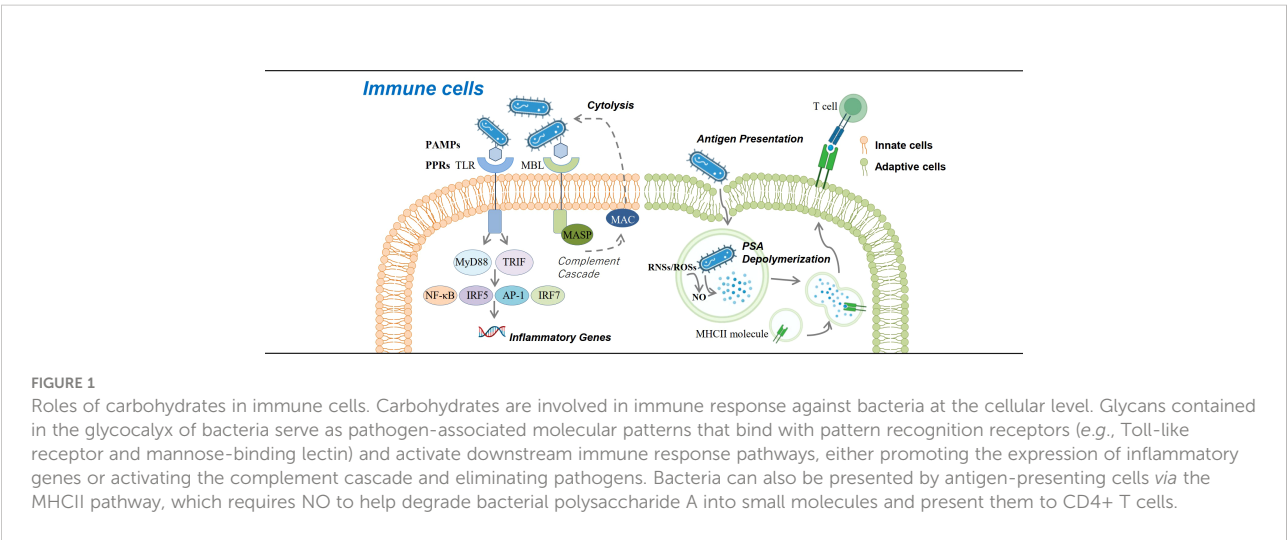 Immune cells
Cytolysis
PAMPs
PPRs TLR MBL
MASP
MAC
Complement
Cascade
MyD88 TRIF
NF-κB IRF5 AP-1 IRF7
Inflammatory Genes
Antigen Presentation
T cell
Innate cells
Adaptive cells
PSA
Depolymerization
RNSs/ROSs
NO
MHCII molecule
FIGURE 1
Roles of carbohydrates in immune cells. Carbohydrates are involved in immune response against bacteria at the cellular level. Glycans contained
in the glycocalyx of bacteria serve as pathogen-associated molecular patterns that bind with pattern recognition receptors (e.g., Toll-like
receptor and mannose-binding lectin) and activate downstream immune response pathways, either promoting the expression of inflammatory
genes or activating the complement cascade and eliminating pathogens. Bacteria can also be presented by antigen-presenting cells via the
MHCII pathway, which requires NO to help degrade bacterial polysaccharide A into small molecules and present them to CD4+ T cells.